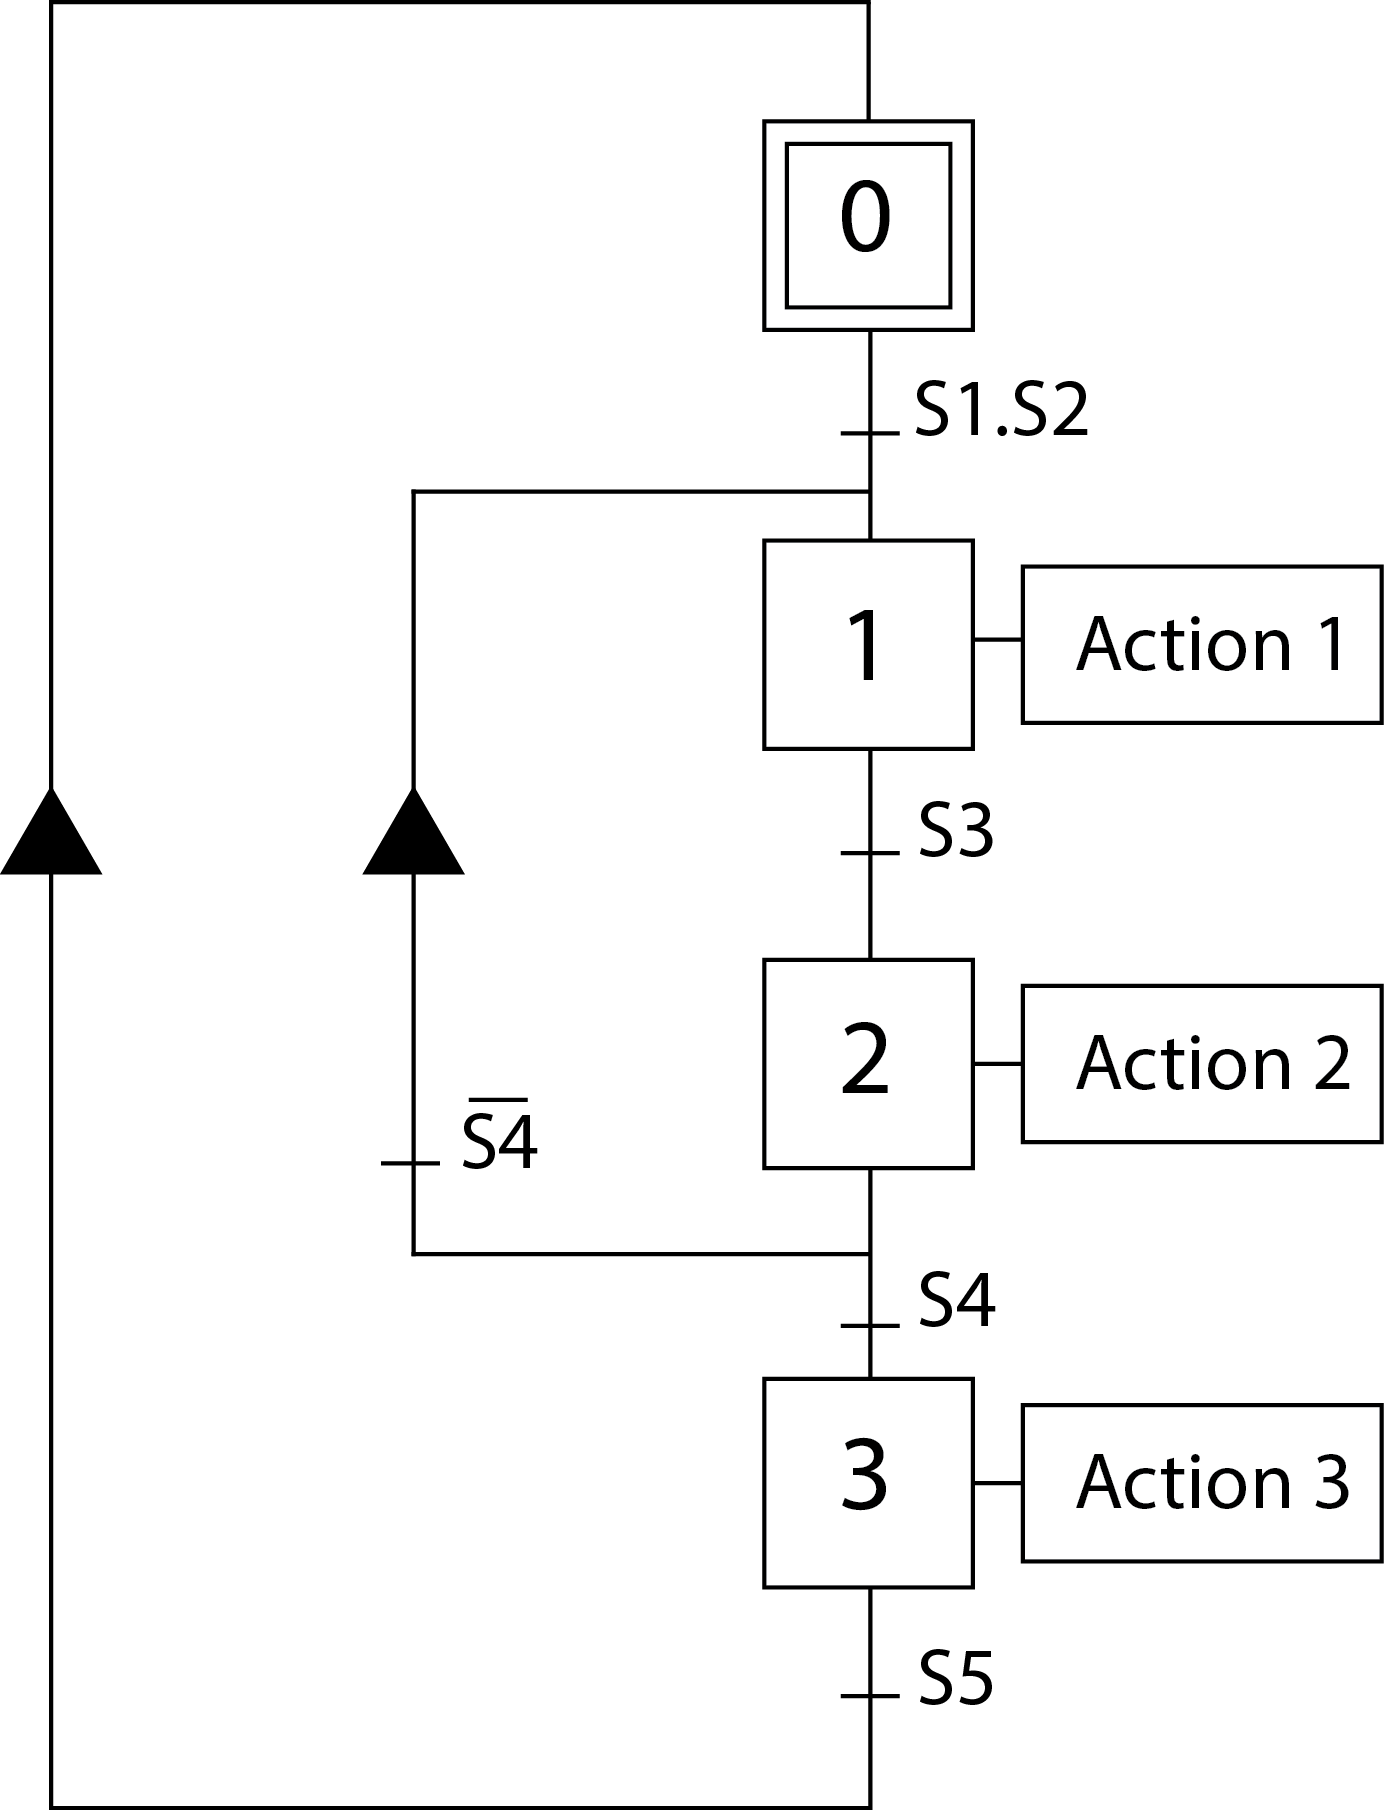 0
S1.S2
1
Action 1
S3
2
Action 2
S̅4̅
S4
3
Action 3
S5